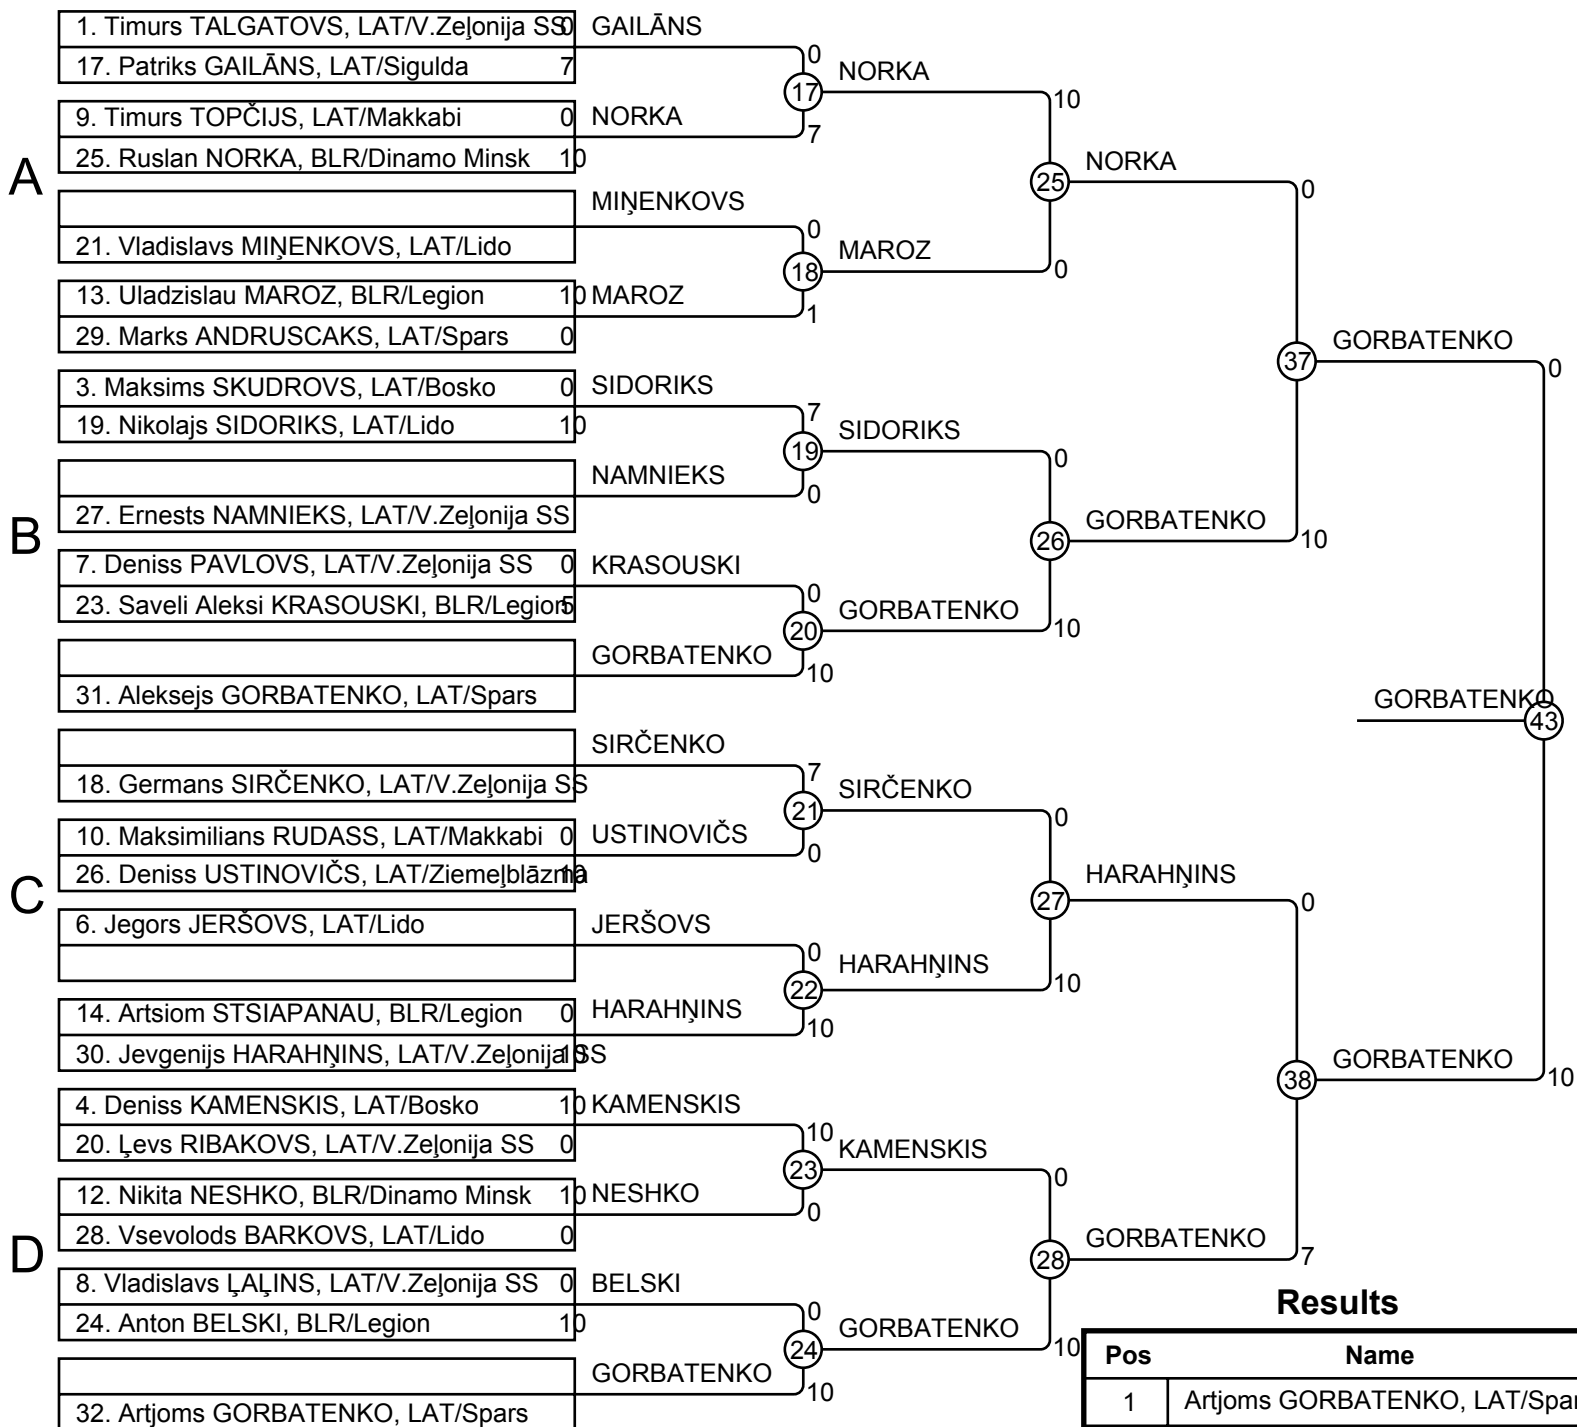 1. Timurs TALGATOVS, LAT/V.Zeļonija SS 0
17. Patriks GAILĀNS, LAT/Sigulda 7
9. Timurs TOPČIJS, LAT/Makkabi 0
25. Ruslan NORKA, BLR/Dinamo Minsk 10
A
21. Vladislavs MIŅENKOVS, LAT/Lido
13. Uladzislau MAROZ, BLR/Legion 10
29. Marks ANDRUSCAKS, LAT/Spars 0
3. Maksims SKUDROVS, LAT/Bosko 0
19. Nikolajs SIDORIKS, LAT/Lido 10
27. Ernests NAMNIEKS, LAT/V.Zeļonija SS
B
7. Deniss PAVLOVS, LAT/V.Zeļonija SS 0
23. Saveli Aleksi KRASOUSKI, BLR/Legion 5
31. Aleksejs GORBATENKO, LAT/Spars
18. Germans SIRČENKO, LAT/V.Zeļonija SS
10. Maksimilians RUDASS, LAT/Makkabi 0
26. Deniss USTINOVIČS, LAT/Ziemeļblāzma 10
C
6. Jegors JERŠOVS, LAT/Lido
14. Artsiom STSIAPANAU, BLR/Legion 0
30. Jevgenijs HARAHŅINS, LAT/V.Zeļonija SS 10
4. Deniss KAMENSKIS, LAT/Bosko 10
20. Ļevs RIBAKOVS, LAT/V.Zeļonija SS 0
12. Nikita NESHKO, BLR/Dinamo Minsk 10
28. Vsevolods BARKOVS, LAT/Lido 0
D
8. Vladislavs ĻAĻINS, LAT/V.Zeļonija SS 0
24. Anton BELSKI, BLR/Legion 10
32. Artjoms GORBATENKO, LAT/Spars
GAILĀNS
0
17
NORKA
7
MIŅENKOVS
0
18
MAROZ
1
SIDORIKS
7
19
NAMNIEKS
0
KRASOUSKI
0
20
GORBATENKO
10
SIRČENKO
7
21
USTINOVIČS
0
JERŠOVS
0
22
HARAHŅINS
10
KAMENSKIS
10
23
NESHKO
0
BELSKI
0
24
GORBATENKO
10
NORKA
10
25
MAROZ
0
SIDORIKS
0
26
GORBATENKO
10
SIRČENKO
0
27
HARAHŅINS
10
KAMENSKIS
0
28
GORBATENKO
10
NORKA
0
37
GORBATENKO
10
HARAHŅINS
0
38
GORBATENKO
7
GORBATENKO
0
GORBATENKO
43
GORBATENKO
10
Results
Pos Name
1 Artjoms GORBATENKO, LAT/Spar